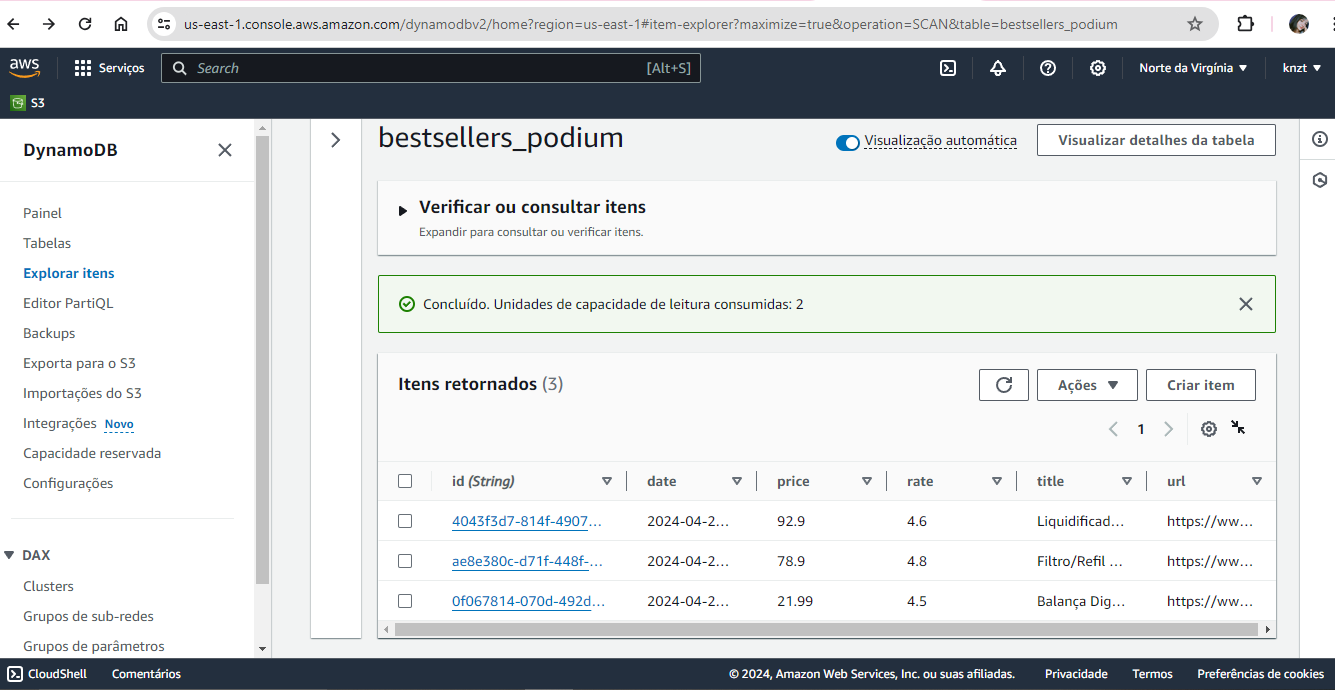 us-east-1.console.aws.amazon.com/dynamodbv2/home?region=us-east-1#item-explorer?maximize=true&operation=SCAN&table=bestsellers_podium
aws Serviços Search [Alt+S] Norte da Virgínia knzt
S3
DynamoDB
Painel
Tabelas
Explorar itens
Editor PartiQL
Backups
Exporta para o S3
Importações do S3
Integrações Novo
Capacidade reservada
Configurações
DAX
Clusters
Grupos de sub-redes
Grupos de parâmetros
bestsellers_podium
Visualização automática
Visualizar detalhes da tabela
Verificar ou consultar itens
Expandir para consultar ou verificar itens.
Concluído. Unidades de capacidade de leitura consumidas: 2
Itens retornados (3)
Ações
Criar item
1
id (String) date price rate title url
4043f3d7-814f-4907... 2024-04-2... 92.9 4.6 Liquidificad... https://ww...
ae8e380c-d71f-448f-... 2024-04-2... 78.9 4.8 Filtro/Refil ... https://ww...
0f067814-070d-492d... 2024-04-2... 21.99 4.5 Balança Dig... https://ww...
CloudShell Comentários © 2024, Amazon Web Services, Inc. ou suas afiliadas. Privacidade Termos Preferências de cookies